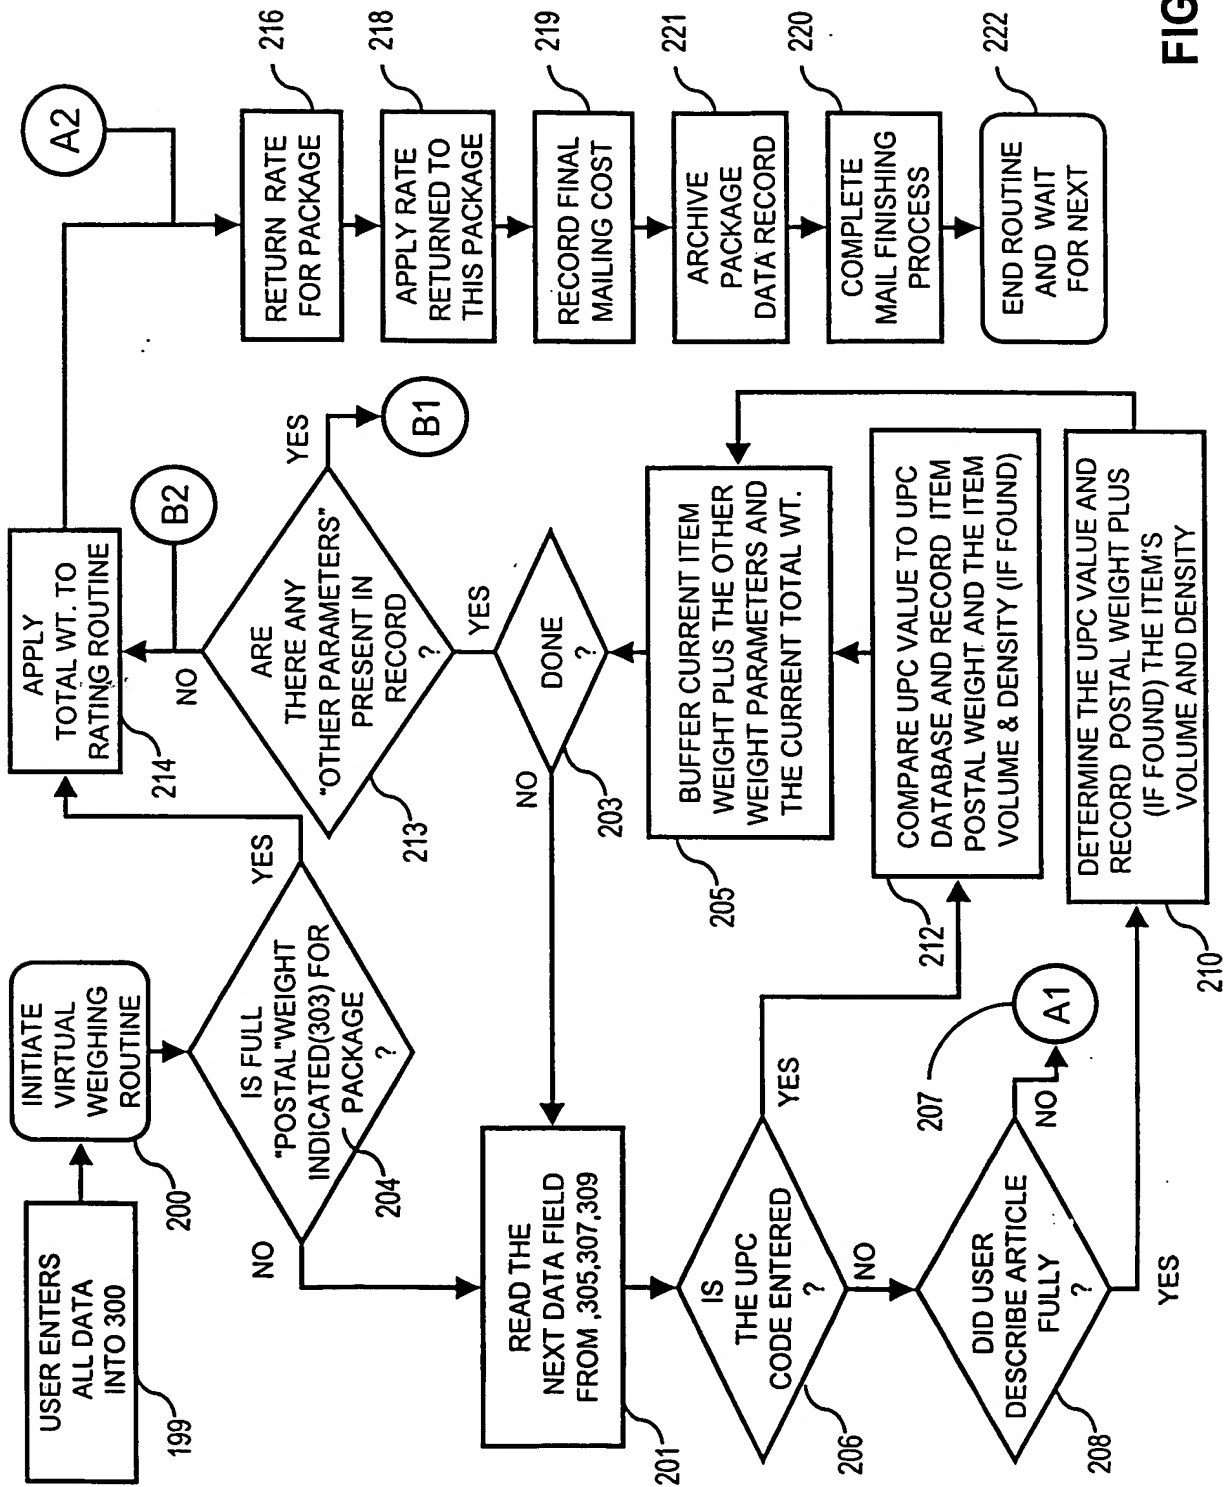 USER ENTERS
ALL DATA
INTO 300
199
INITIATE
VIRTUAL
WEIGHING
ROUTINE
200
IS FULL
"POSTAL"WEIGHT
INDICATED(303) FOR
PACKAGE
?
204
NO
YES
READ THE
NEXT DATA FIELD
FROM ,305,307,309
201
IS
THE UPC
CODE ENTERED
?
206
YES
NO
DID USER
DESCRIBE ARTICLE
FULLY
?
208
NO
YES
207
A1
APPLY
TOTAL WT. TO
RATING ROUTINE
214
B2
NO
ARE
THERE ANY
"OTHER PARAMETERS"
PRESENT IN
RECORD
?
213
YES
B1
YES
DONE
?
203
NO
BUFFER CURRENT ITEM
WEIGHT PLUS THE OTHER
WEIGHT PARAMETERS AND
THE CURRENT TOTAL WT.
205
COMPARE UPC VALUE TO UPC
DATABASE AND RECORD ITEM
POSTAL WEIGHT AND THE ITEM
VOLUME & DENSITY (IF FOUND)
212
DETERMINE THE UPC VALUE AND
RECORD POSTAL WEIGHT PLUS
(IF FOUND) THE ITEM'S
VOLUME AND DENSITY
210
A2
RETURN RATE
FOR PACKAGE
216
APPLY RATE
RETURNED TO
THIS PACKAGE
218
RECORD FINAL
MAILING COST
219
ARCHIVE
PACKAGE
DATA RECORD
221
COMPLETE
MAIL FINISHING
PROCESS
220
END ROUTINE
AND WAIT
FOR NEXT
222
FIG